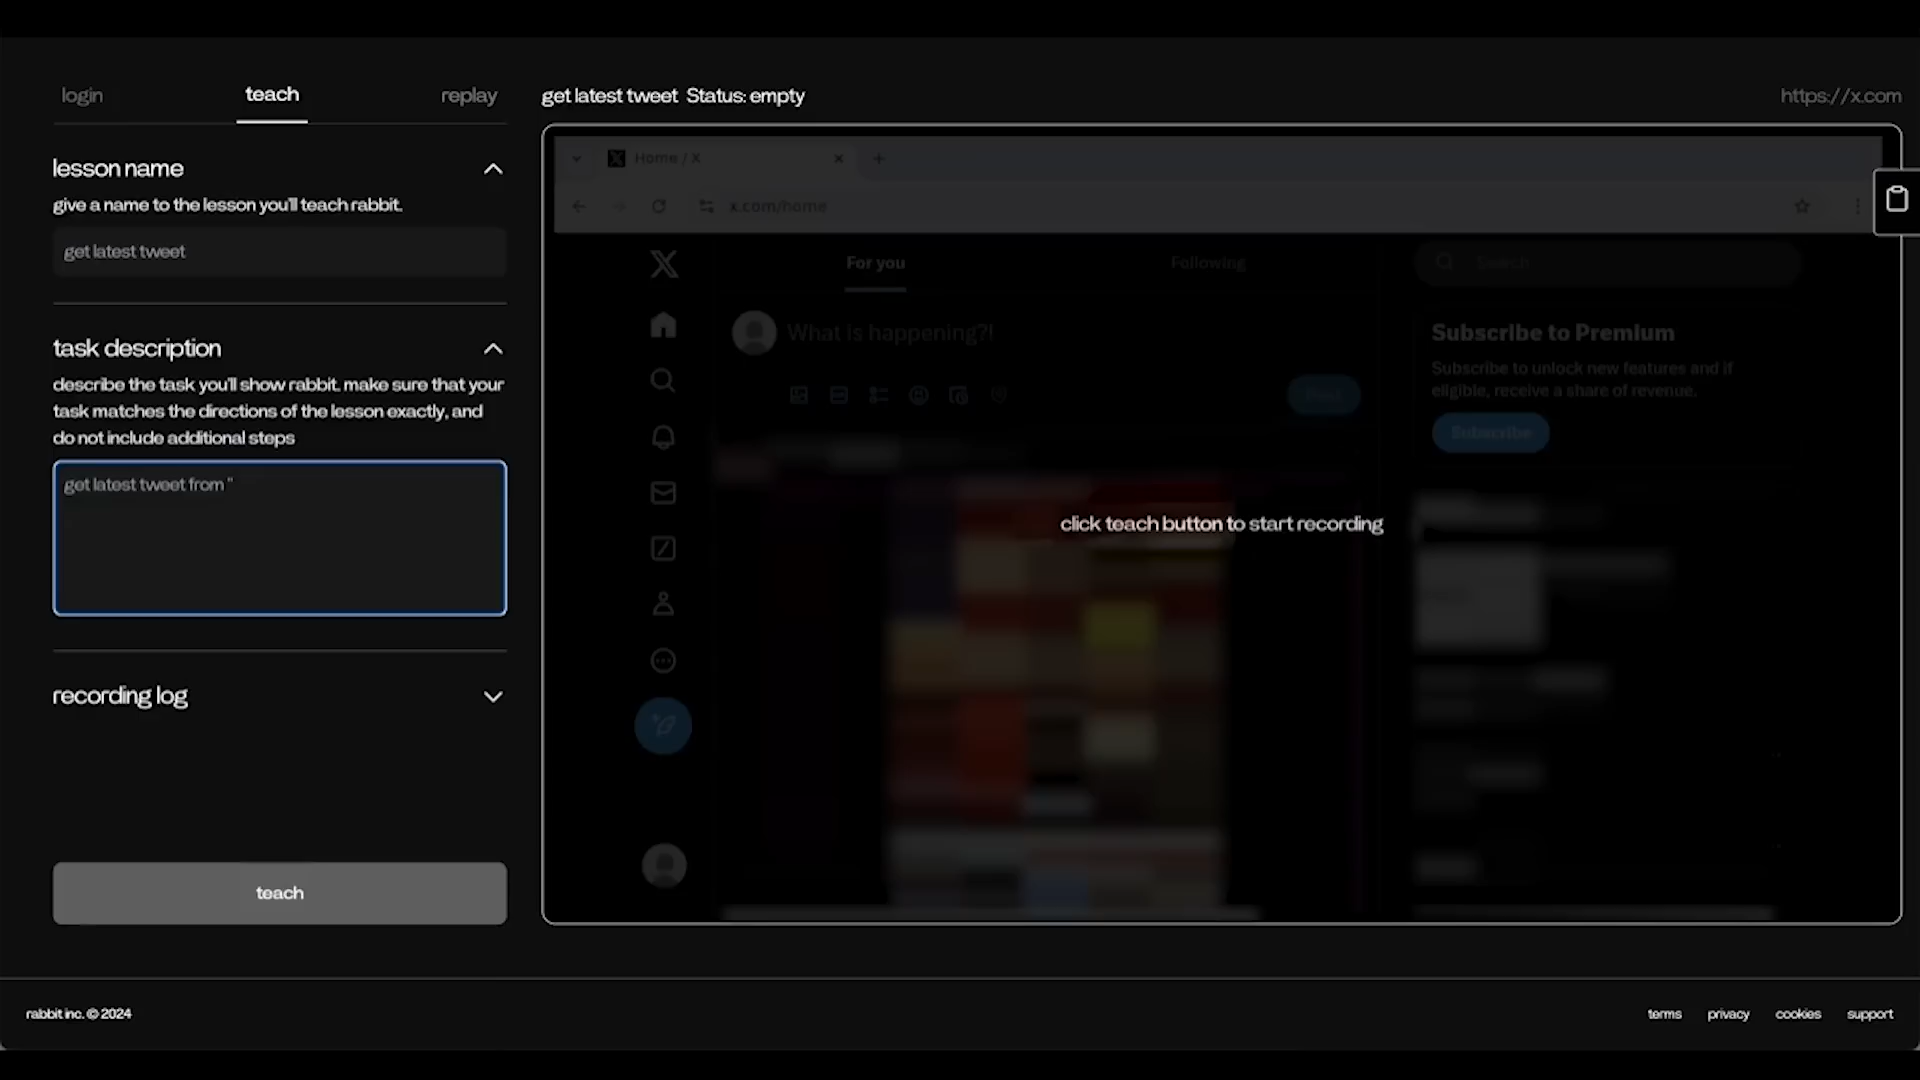 login
teach
replay
get latest tweet Status: empty
https://x.com
lesson name
give a name to the lesson you'll teach rabbit.
get latest tweet
task description
describe the task you'll show rabbit. make sure that your
task matches the directions of the lesson exactly, and
do not include additional steps
get latest tweet from "
recording log
teach
Home / X
x.com/home
For you
Following
Search
What is happening?!
Post
Subscribe to Premium
Subscribe to unlock new features and if
eligible, receive a share of revenue.
Subscribe
click teach button to start recording
rabbit inc. © 2024
terms
privacy
cookies
support